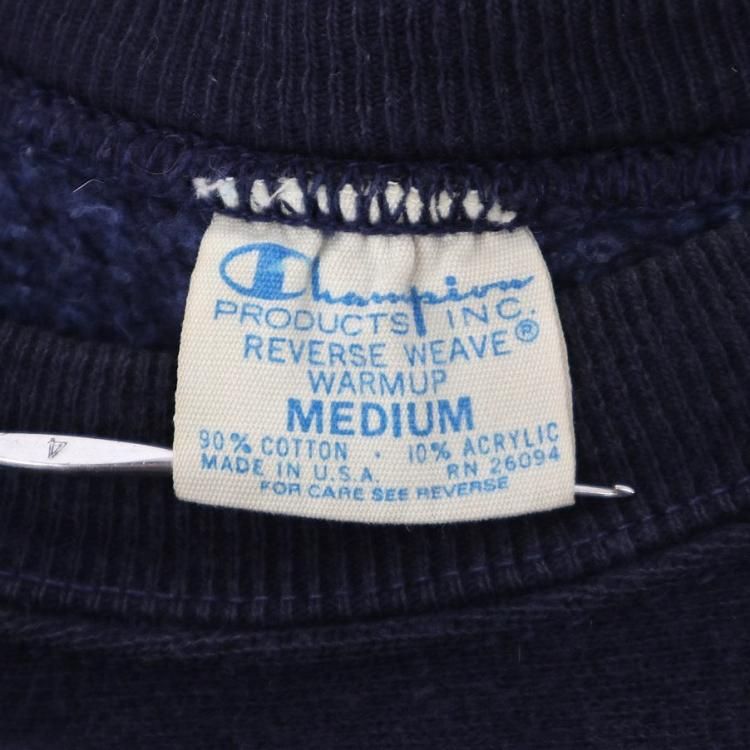 Champion
PRODUCTS INC.
REVERSE WEAVE®
WARMUP
MEDIUM
90% COTTON · 10% ACRYLIC
MADE IN U.S.A. RN 26094
FOR CARE SEE REVERSE